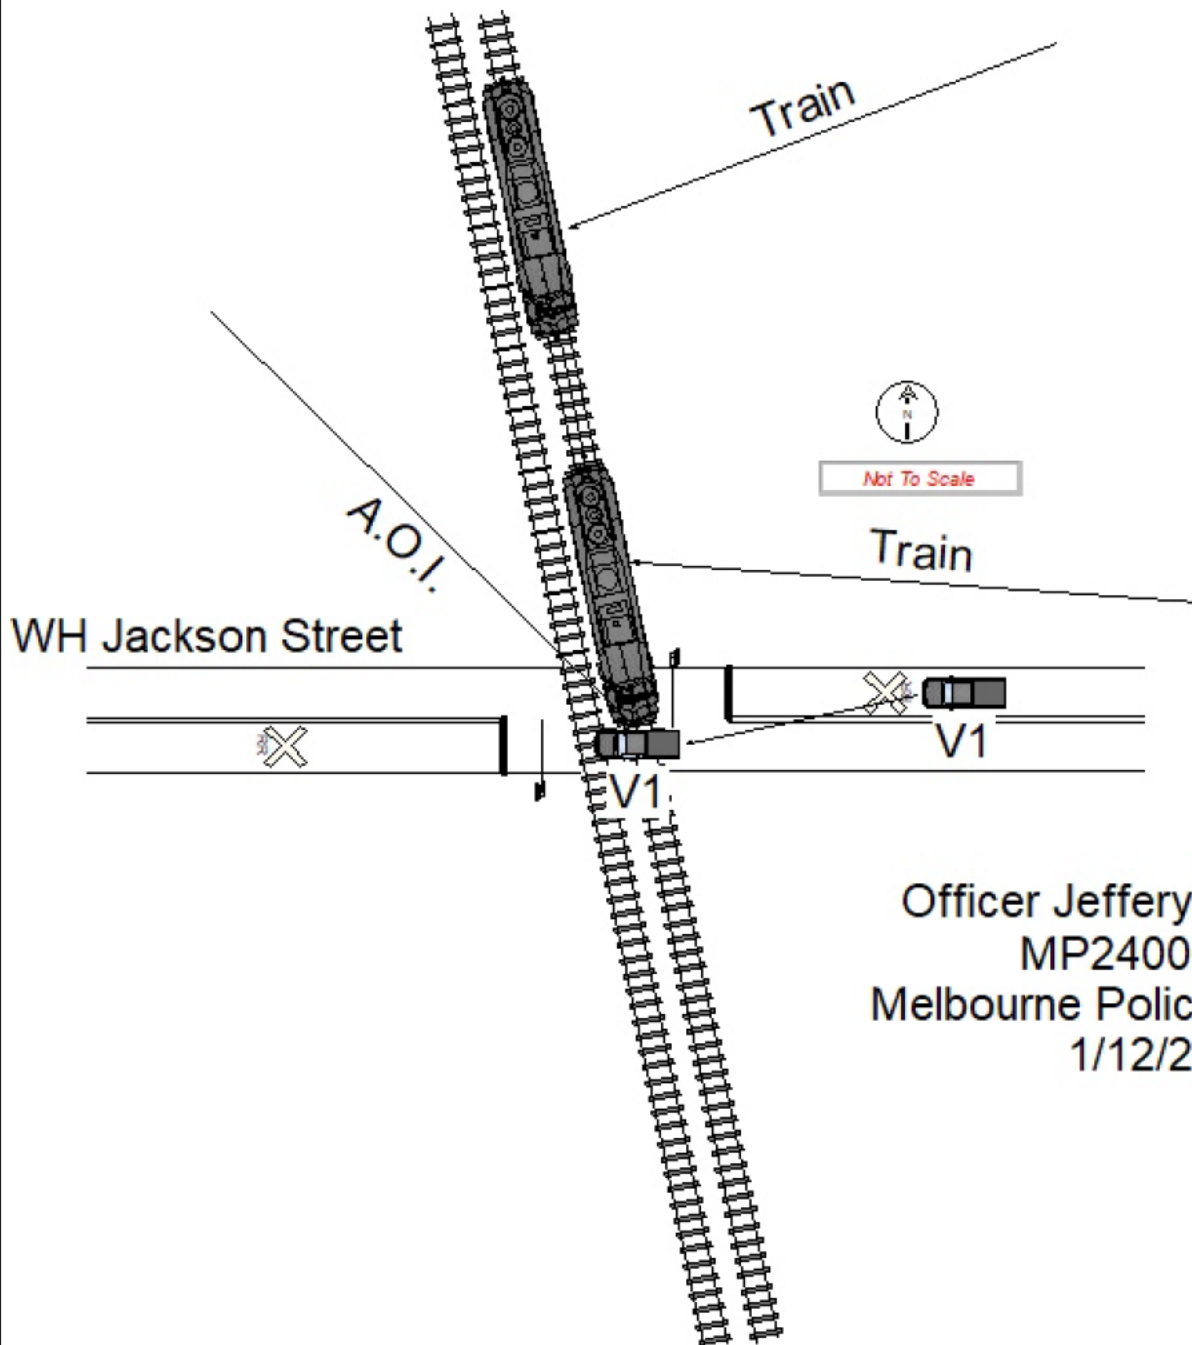 Train
N
Not To Scale
A.O.I.
Train
WH Jackson Street
V1
V1
Officer Jeffery
MP2400
Melbourne Polic
1/12/2